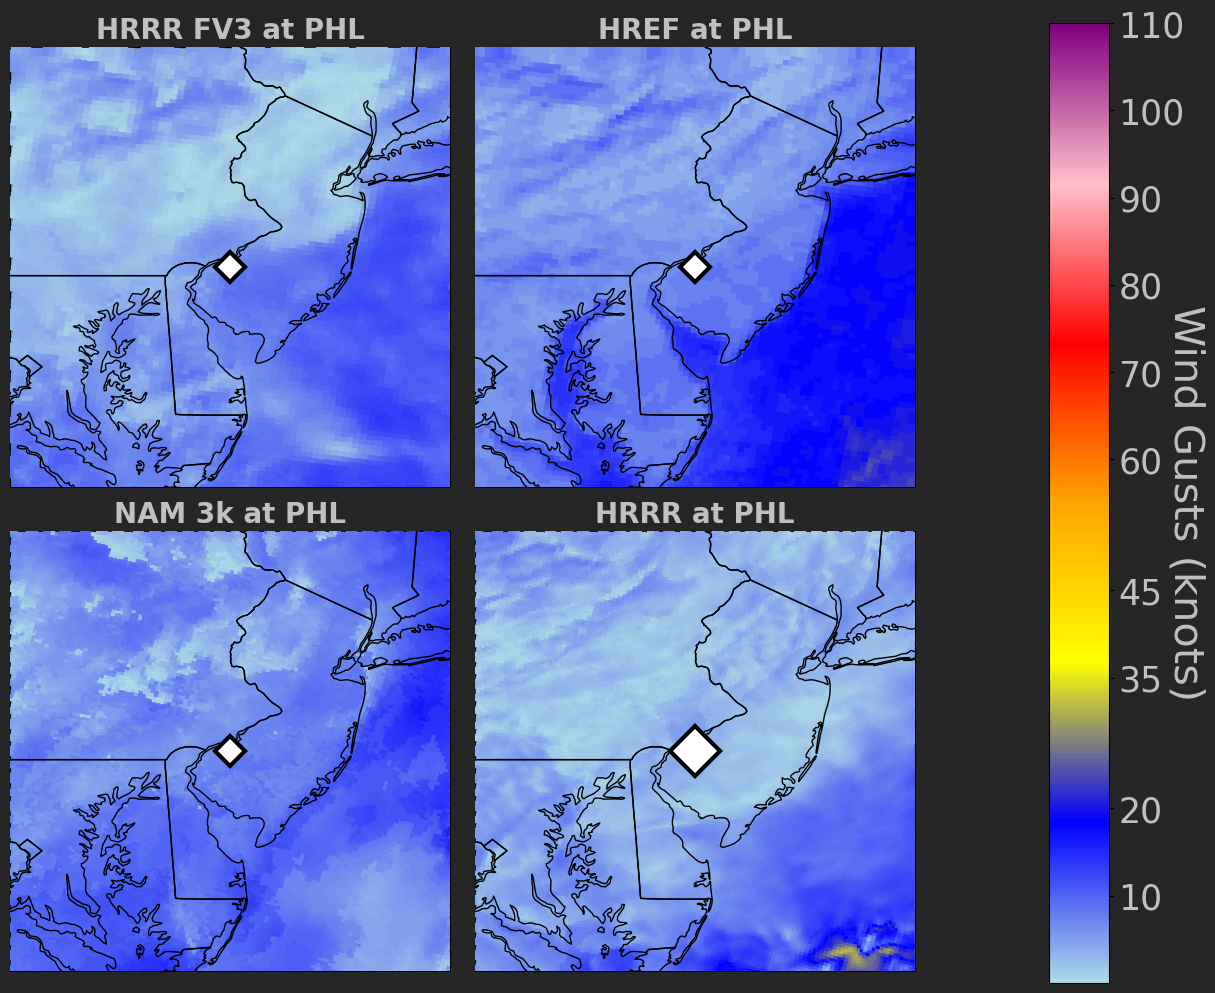 HRRR FV3 at PHL
HREF at PHL
NAM 3k at PHL
HRRR at PHL
110
100
90
80
70
60
45
35
20
10
Wind Gusts (knots)